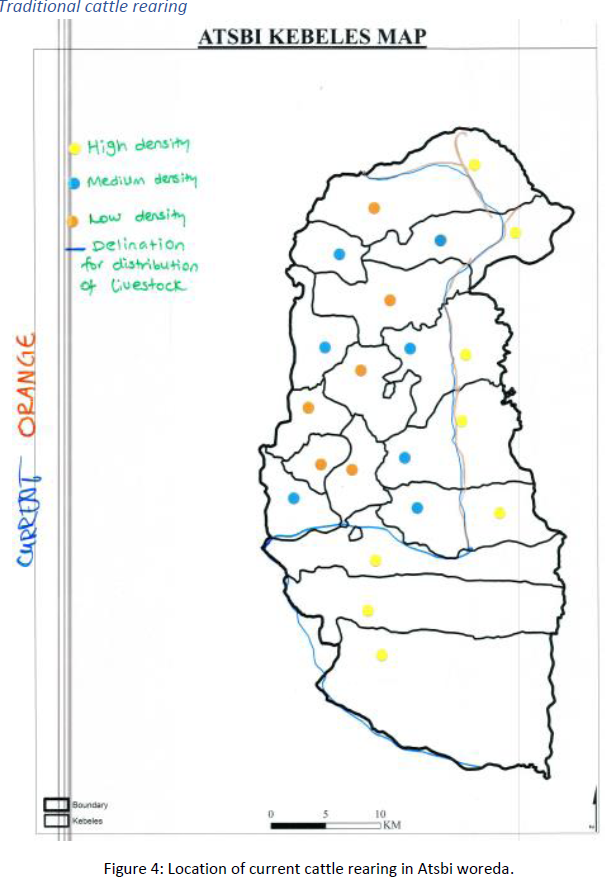 Traditional cattle rearing
ATSBI KEBELES MAP
High density
Medium density
Low density
Delination
for distribution
of livestock
CURRENT ORANGE
Boundary
Kebeles
0 5 10
KM
Figure 4: Location of current cattle rearing in Atsbi woreda.